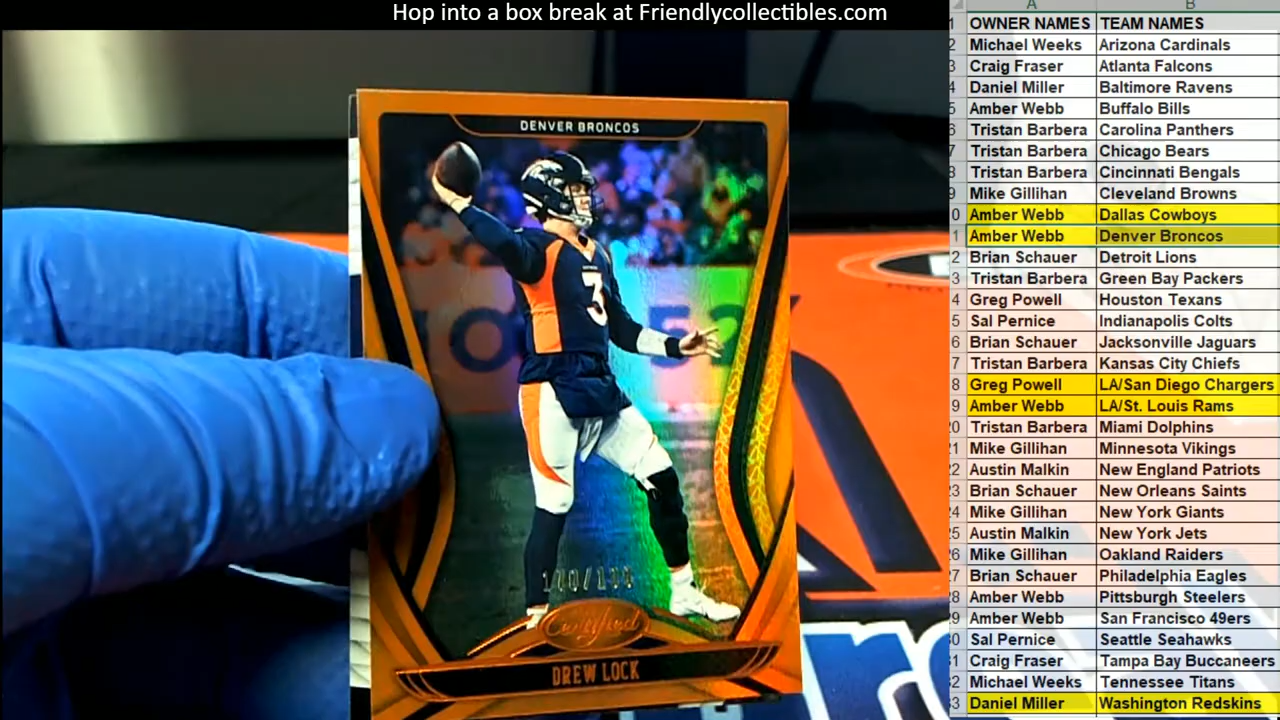 Hop into a box break at Friendlycollectibles.com
A B
1 OWNER NAMES TEAM NAMES
2 Michael Weeks Arizona Cardinals
3 Craig Fraser Atlanta Falcons
4 Daniel Miller Baltimore Ravens
5 Amber Webb Buffalo Bills
6 Tristan Barbera Carolina Panthers
7 Tristan Barbera Chicago Bears
8 Tristan Barbera Cincinnati Bengals
9 Mike Gillihan Cleveland Browns
0 Amber Webb Dallas Cowboys
1 Amber Webb Denver Broncos
2 Brian Schauer Detroit Lions
3 Tristan Barbera Green Bay Packers
4 Greg Powell Houston Texans
5 Sal Pernice Indianapolis Colts
6 Brian Schauer Jacksonville Jaguars
7 Tristan Barbera Kansas City Chiefs
8 Greg Powell LA/San Diego Chargers
9 Amber Webb LA/St. Louis Rams
20 Tristan Barbera Miami Dolphins
21 Mike Gillihan Minnesota Vikings
22 Austin Malkin New England Patriots
23 Brian Schauer New Orleans Saints
24 Mike Gillihan New York Giants
25 Austin Malkin New York Jets
26 Mike Gillihan Oakland Raiders
27 Brian Schauer Philadelphia Eagles
28 Amber Webb Pittsburgh Steelers
29 Amber Webb San Francisco 49ers
30 Sal Pernice Seattle Seahawks
31 Craig Fraser Tampa Bay Buccaneers
32 Michael Weeks Tennessee Titans
33 Daniel Miller Washington Redskins
DENVER BRONCOS
3
Certified
DREW LOCK